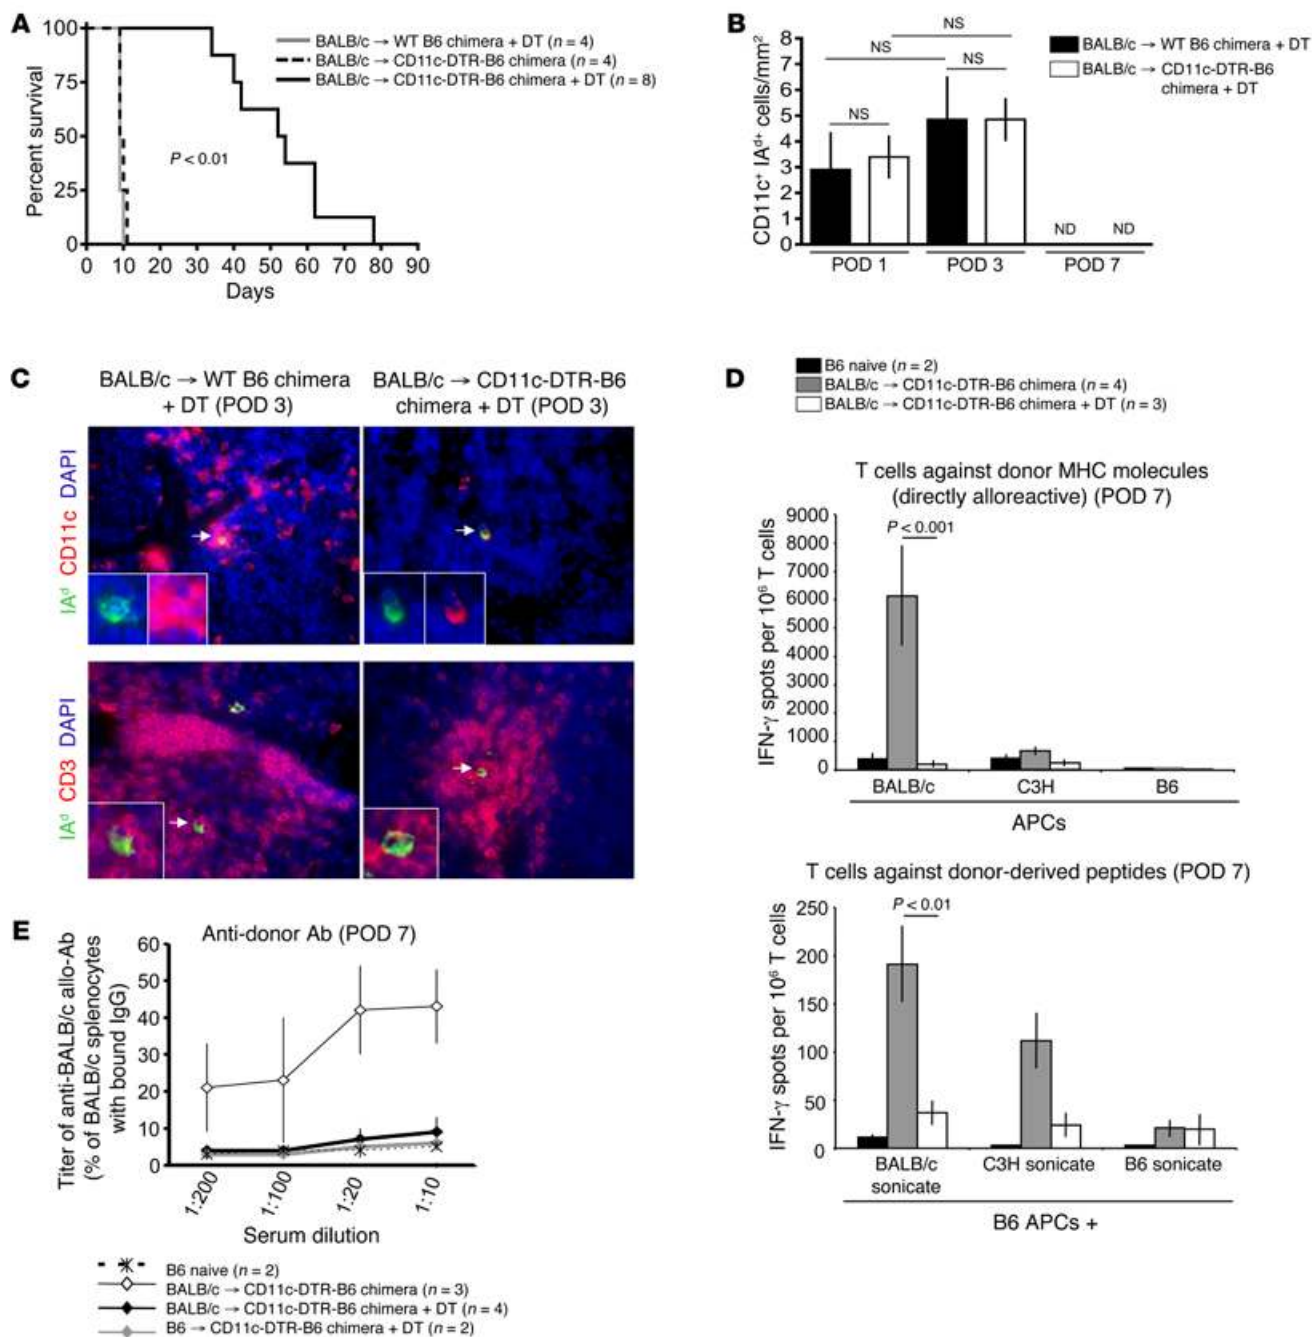 A
100
75
50
25
0
Percent survival
0 10 20 30 40 50 60 70 80 90
Days
P < 0.01
BALB/c → WT B6 chimera + DT (n = 4)
BALB/c → CD11c-DTR-B6 chimera (n = 4)
BALB/c → CD11c-DTR-B6 chimera + DT (n = 8)
B
CD11c⁺ IAᵈ⁺ cells/mm²
8
7
6
5
4
3
2
1
0
NS
NS
NS
NS
ND ND
POD 1 POD 3 POD 7
BALB/c → WT B6 chimera + DT
BALB/c → CD11c-DTR-B6
chimera + DT
C
BALB/c → WT B6 chimera
+ DT (POD 3)
BALB/c → CD11c-DTR-B6
chimera + DT (POD 3)
IAᵈ CD11c DAPI
IAᵈ CD3 DAPI
D
B6 naive (n = 2)
BALB/c → CD11c-DTR-B6 chimera (n = 4)
BALB/c → CD11c-DTR-B6 chimera + DT (n = 3)
T cells against donor MHC molecules
(directly alloreactive) (POD 7)
IFN-γ spots per 10⁶ T cells
9000
8000
7000
6000
5000
4000
3000
2000
1000
0
P < 0.001
BALB/c C3H B6
APCs
T cells against donor-derived peptides (POD 7)
IFN-γ spots per 10⁶ T cells
250
200
150
100
50
0
P < 0.01
BALB/c
sonicate
C3H sonicate B6 sonicate
B6 APCs +
E
Anti-donor Ab (POD 7)
Titer of anti-BALB/c allo-Ab
(% of BALB/c splenocytes
with bound IgG)
60
50
40
30
20
10
0
1:200 1:100 1:20 1:10
Serum dilution
B6 naive (n = 2)
BALB/c → CD11c-DTR-B6 chimera (n = 3)
BALB/c → CD11c-DTR-B6 chimera + DT (n = 4)
B6 → CD11c-DTR-B6 chimera + DT (n = 2)